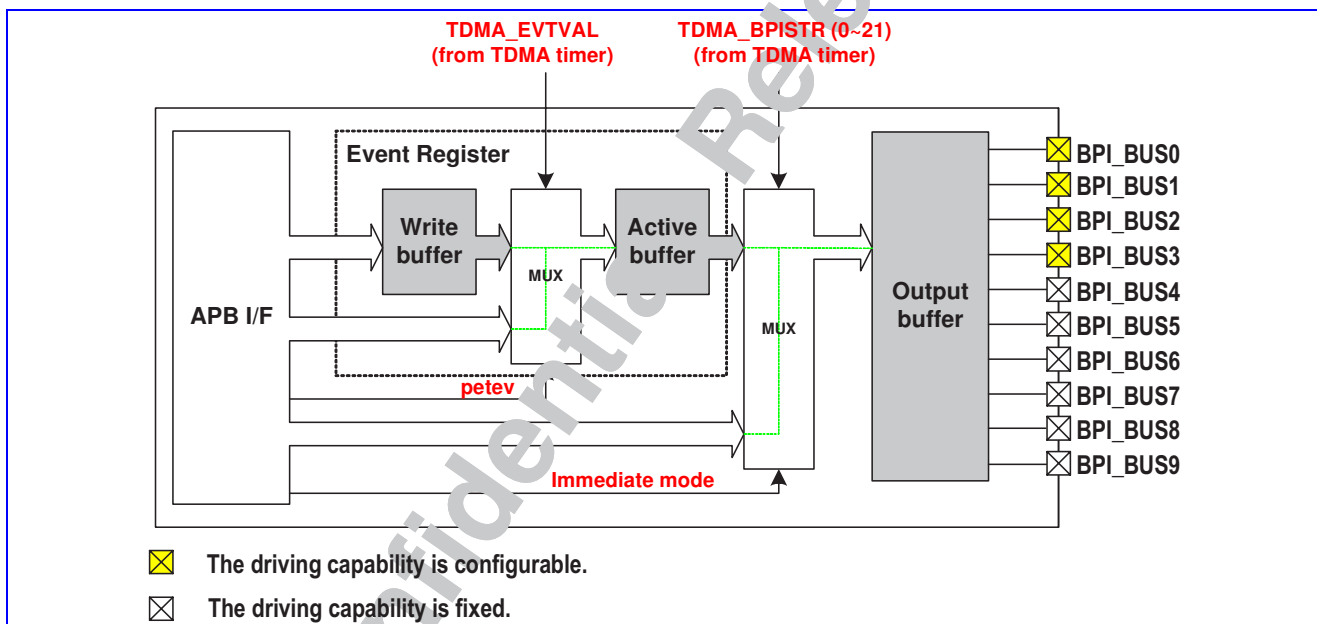 TDMA_EVTVAL
(from TDMA timer)
TDMA_BPISTR (0~21)
(from TDMA timer)
Event Register
APB I/F
Write
buffer
MUX
Active
buffer
MUX
Output
buffer
petev
Immediate mode
BPI_BUS0
BPI_BUS1
BPI_BUS2
BPI_BUS3
BPI_BUS4
BPI_BUS5
BPI_BUS6
BPI_BUS7
BPI_BUS8
BPI_BUS9
The driving capability is configurable.
The driving capability is fixed.